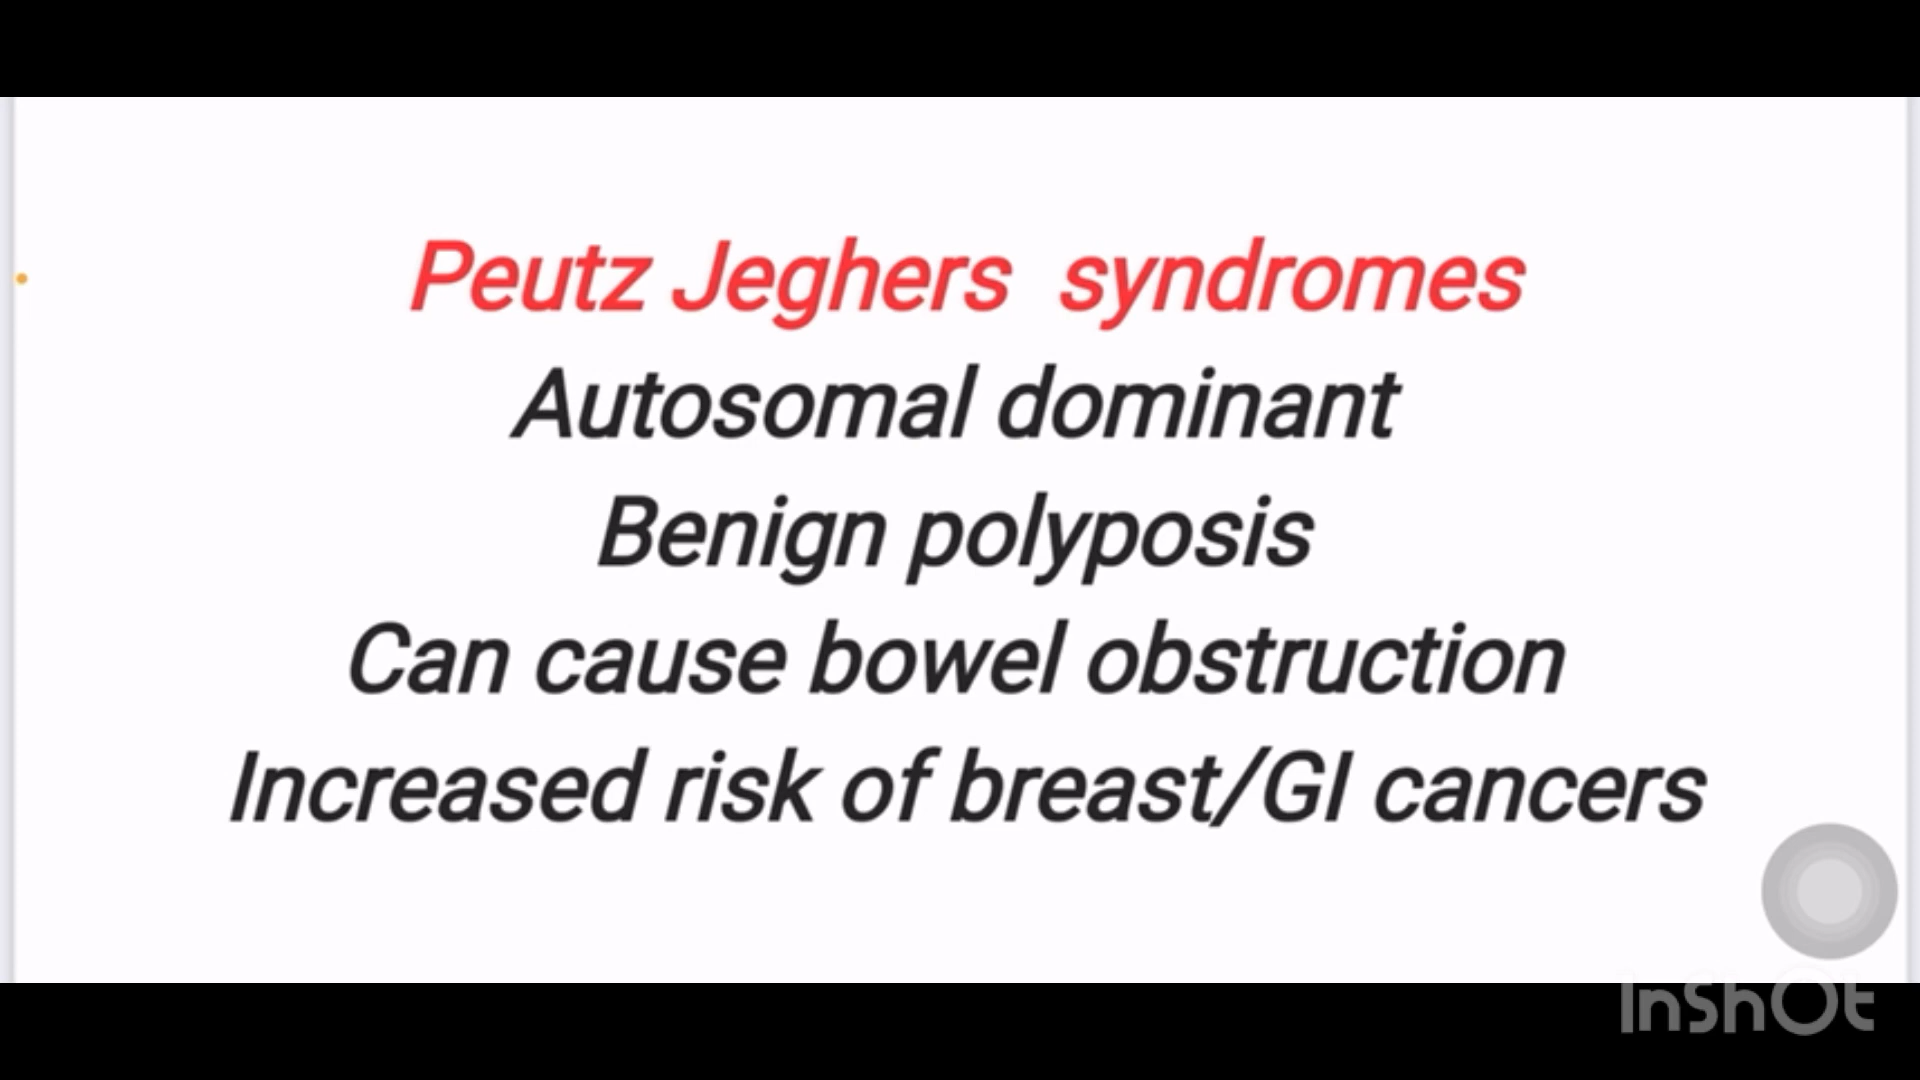 Peutz Jeghers syndromes
Autosomal dominant
Benign polyposis
Can cause bowel obstruction
Increased risk of breast/GI cancers
InShOt